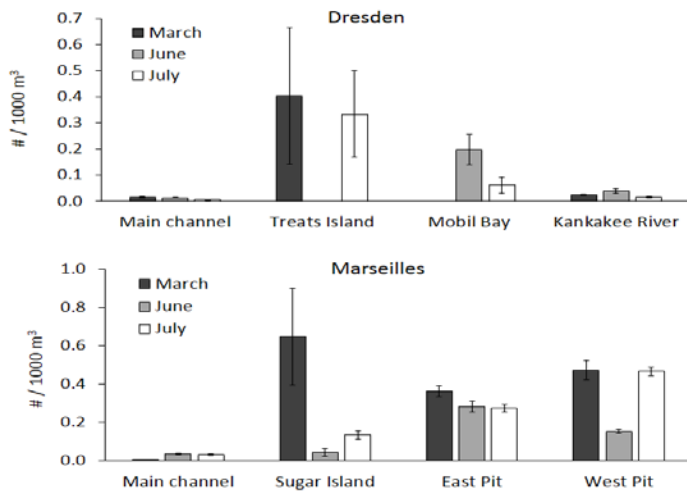 Dresden
0.7
0.6
0.5
0.4
0.3
0.2
0.1
0.0
# / 1000 m³
March
June
July
Main channel Treats Island Mobil Bay Kankakee River
Marseilles
1.0
0.8
0.6
0.4
0.2
0.0
# / 1000 m³
March
June
July
Main channel Sugar Island East Pit West Pit